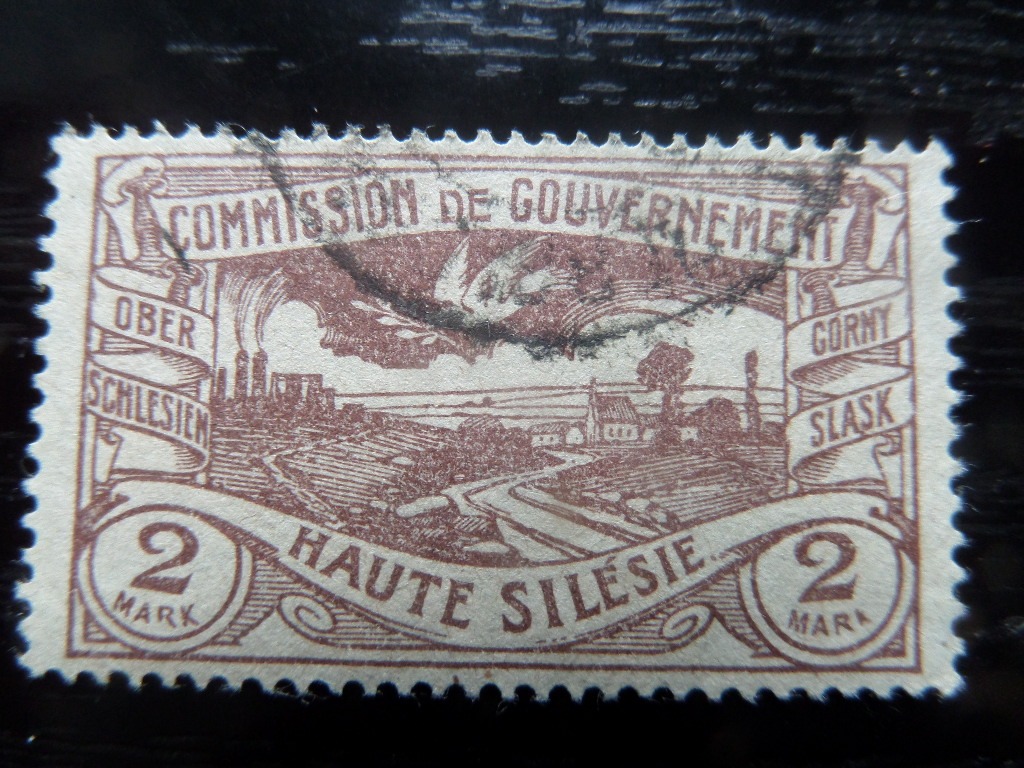 COMMISSION DE GOUVERNEMENT
OBER
SCHLESIEN
GORNY
SLASK
HAUTE SILÉSIE
2
MARK
2
MARK